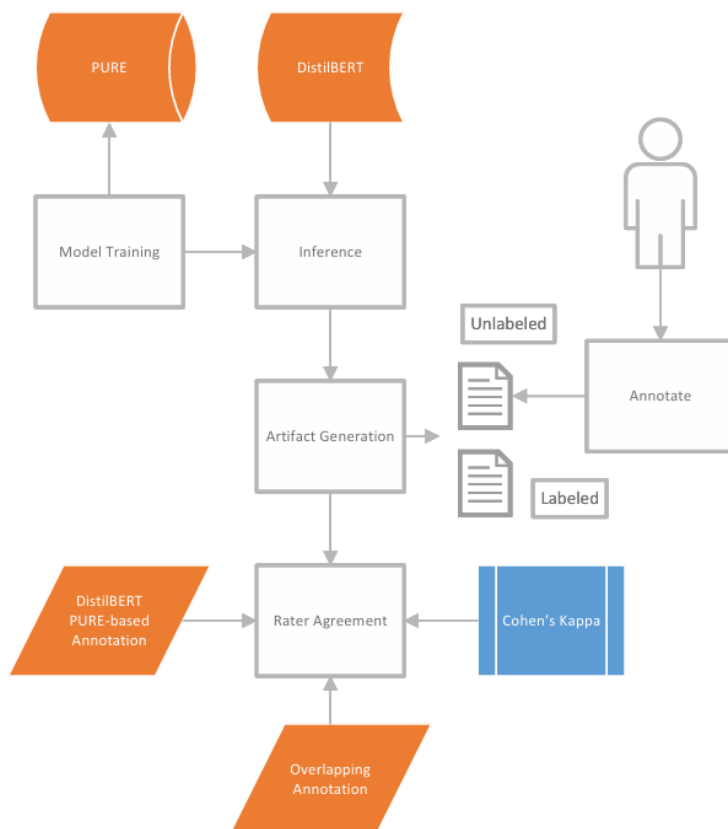 PURE
DistilBERT
Model Training
Inference
Unlabeled
Annotate
Artifact Generation
Labeled
DistilBERT
PURE-based
Annotation
Rater Agreement
Cohen's Kappa
Overlapping
Annotation